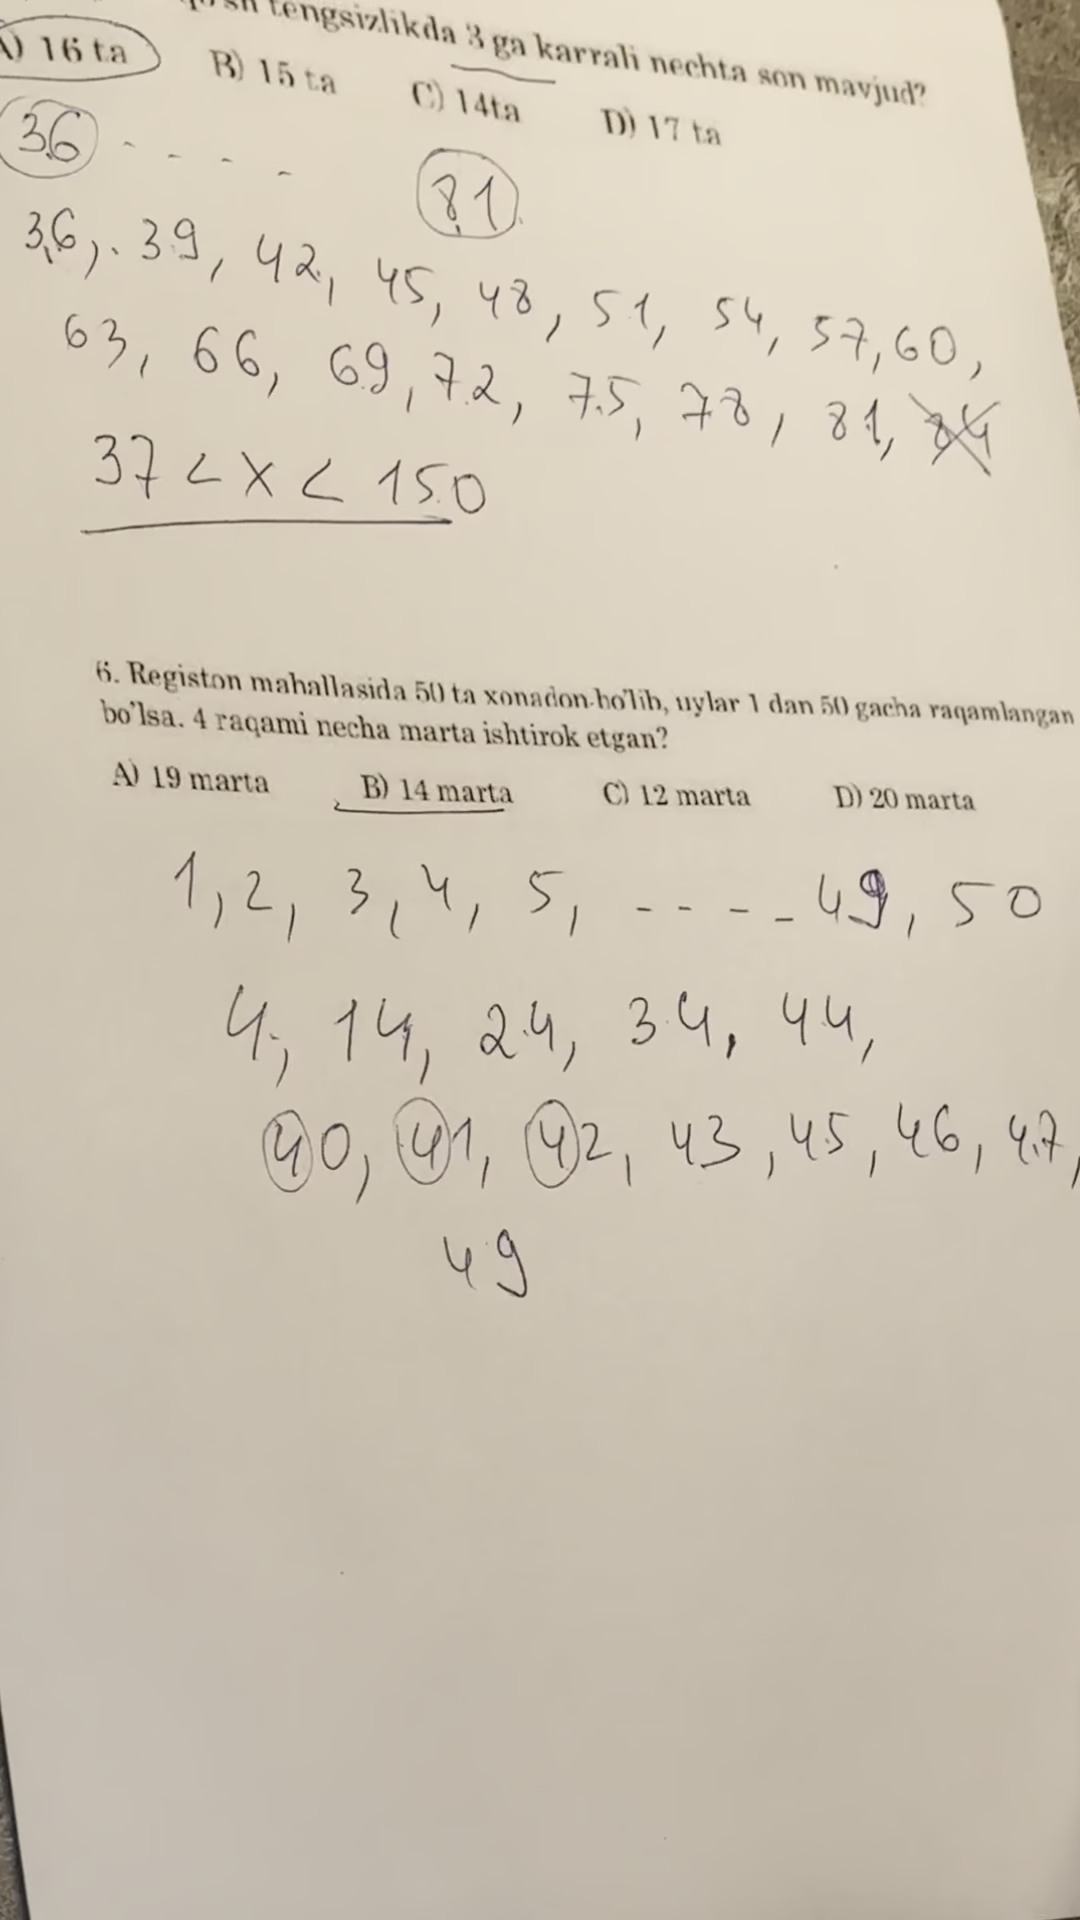 tengsizlikda 3 ga karrali nechta son mavjud?
A) 16 ta B) 15 ta C) 14ta D) 17 ta
36 - - - - 81
36, 39, 42, 45, 48, 51, 54, 57, 60,
63, 66, 69, 72, 75, 78, 81, 84
37 < x < 150
6. Registon mahallasida 50 ta xonadon bo'lib, uylar 1 dan 50 gacha raqamlangan
bo'lsa. 4 raqami necha marta ishtirok etgan?
A) 19 marta B) 14 marta C) 12 marta D) 20 marta
1, 2, 3, 4, 5, - - - - 49, 50
4, 14, 24, 34, 44,
40, 41, 42, 43, 45, 46, 47,
49